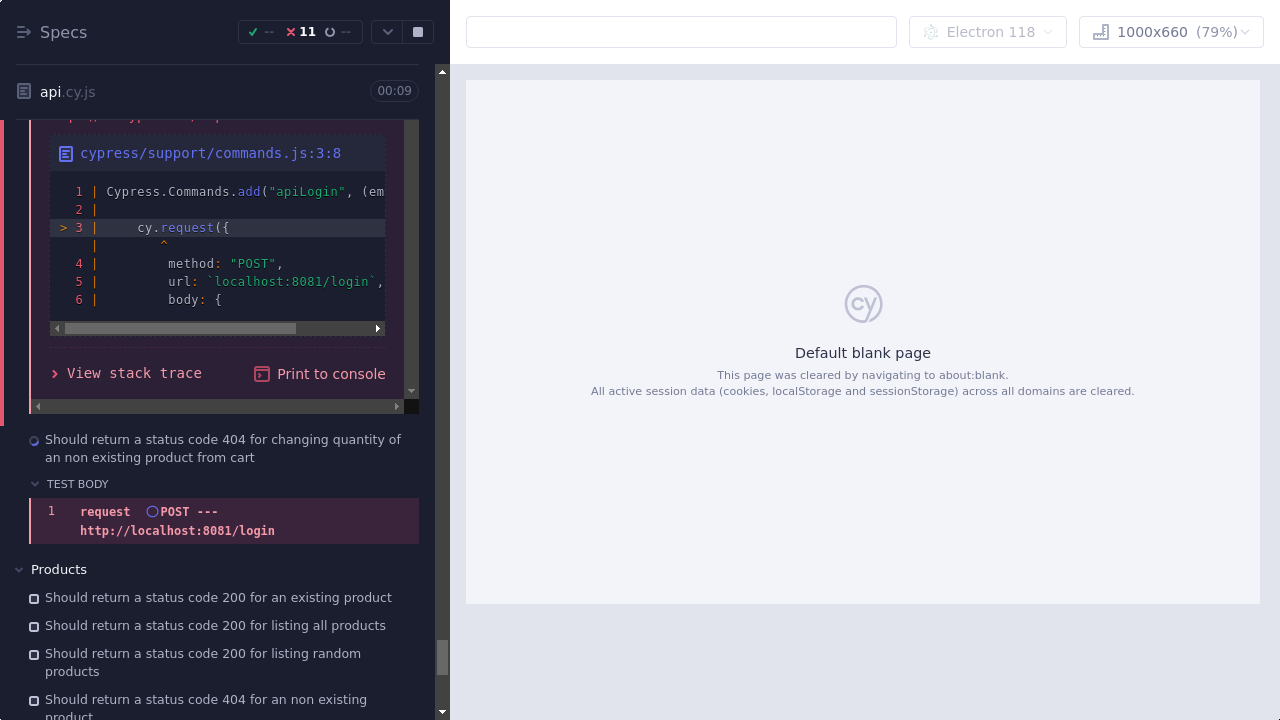 Specs
-- 11 --
api.cy.js
00:09
cypress/support/commands.js:3:8
1 | Cypress.Commands.add("apiLogin", (em
2 |
> 3 | cy.request({
| ^
4 | method: "POST",
5 | url: `localhost:8081/login`,
6 | body: {
View stack trace
Print to console
Should return a status code 404 for changing quantity of
an non existing product from cart
TEST BODY
1 request POST ---
http://localhost:8081/login
Products
Should return a status code 200 for an existing product
Should return a status code 200 for listing all products
Should return a status code 200 for listing random
products
Should return a status code 404 for an non existing
product
Electron 118
1000x660 (79%)
cy
Default blank page
This page was cleared by navigating to about:blank.
All active session data (cookies, localStorage and sessionStorage) across all domains are cleared.